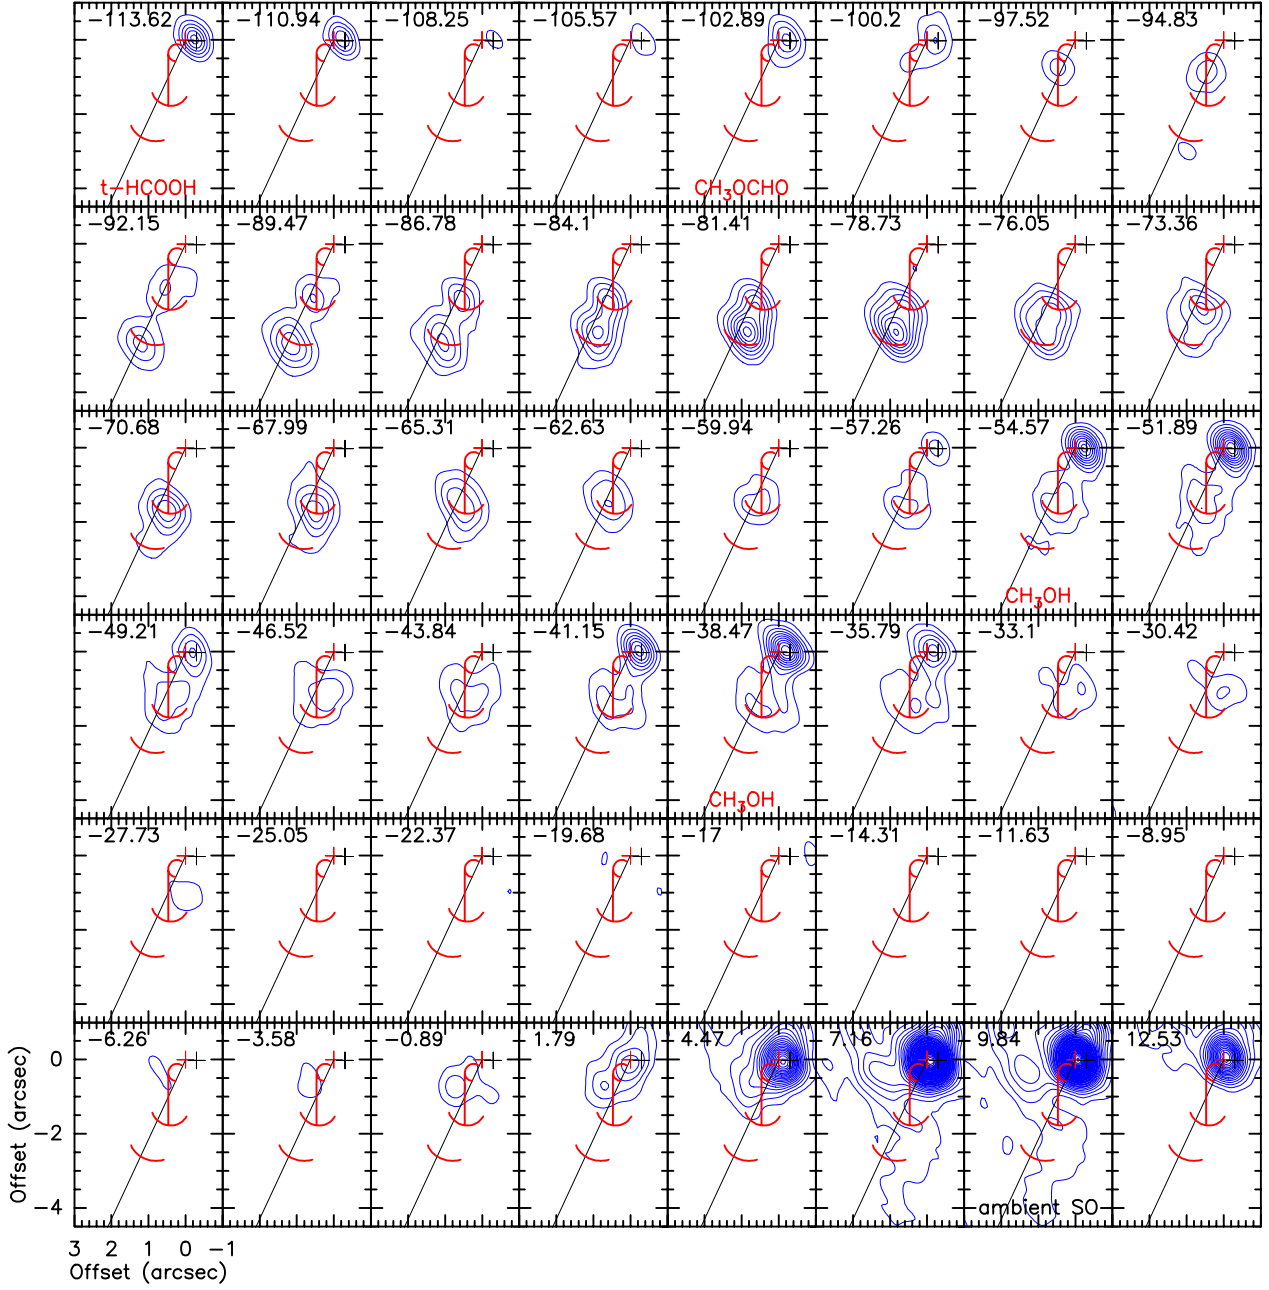 −113.62 −110.94 −108.25 −105.57 −102.89 −100.2 −97.52 −94.83
t−HCOOH CH₃OCHO
−92.15 −89.47 −86.78 −84.1 −81.41 −78.73 −76.05 −73.36
−70.68 −67.99 −65.31 −62.63 −59.94 −57.26 −54.57 −51.89
CH₃OH
−49.21 −46.52 −43.84 −41.15 −38.47 −35.79 −33.1 −30.42
CH₃OH
−27.73 −25.05 −22.37 −19.68 −17 −14.31 −11.63 −8.95
−6.26 −3.58 −0.89 1.79 4.47 7.16 9.84 12.53
0
−2
−4
Offset (arcsec)
ambient SO
3 2 1 0 −1
Offset (arcsec)